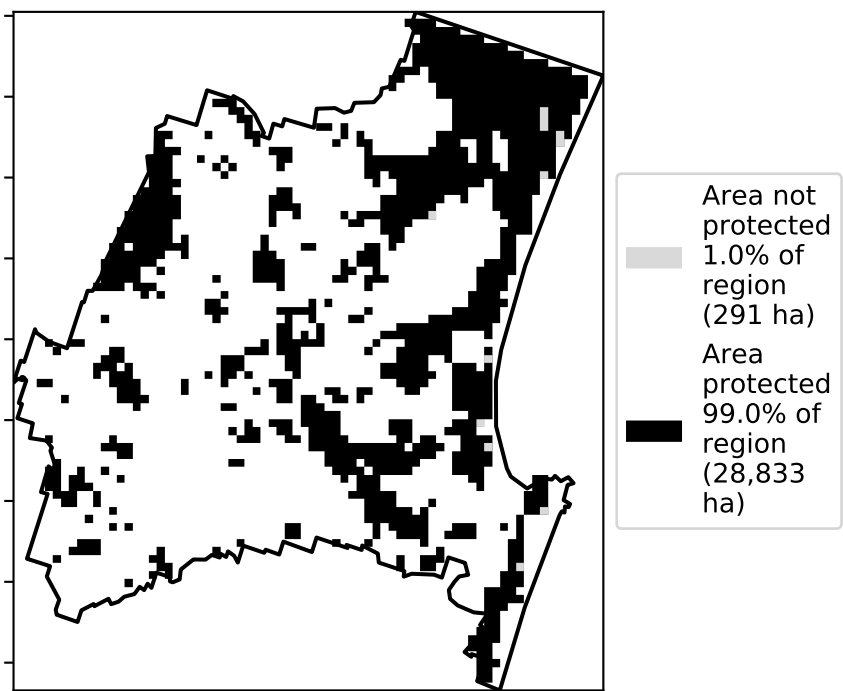 Area not
protected
1.0% of
region
(291 ha)
Area
protected
99.0% of
region
(28,833
ha)